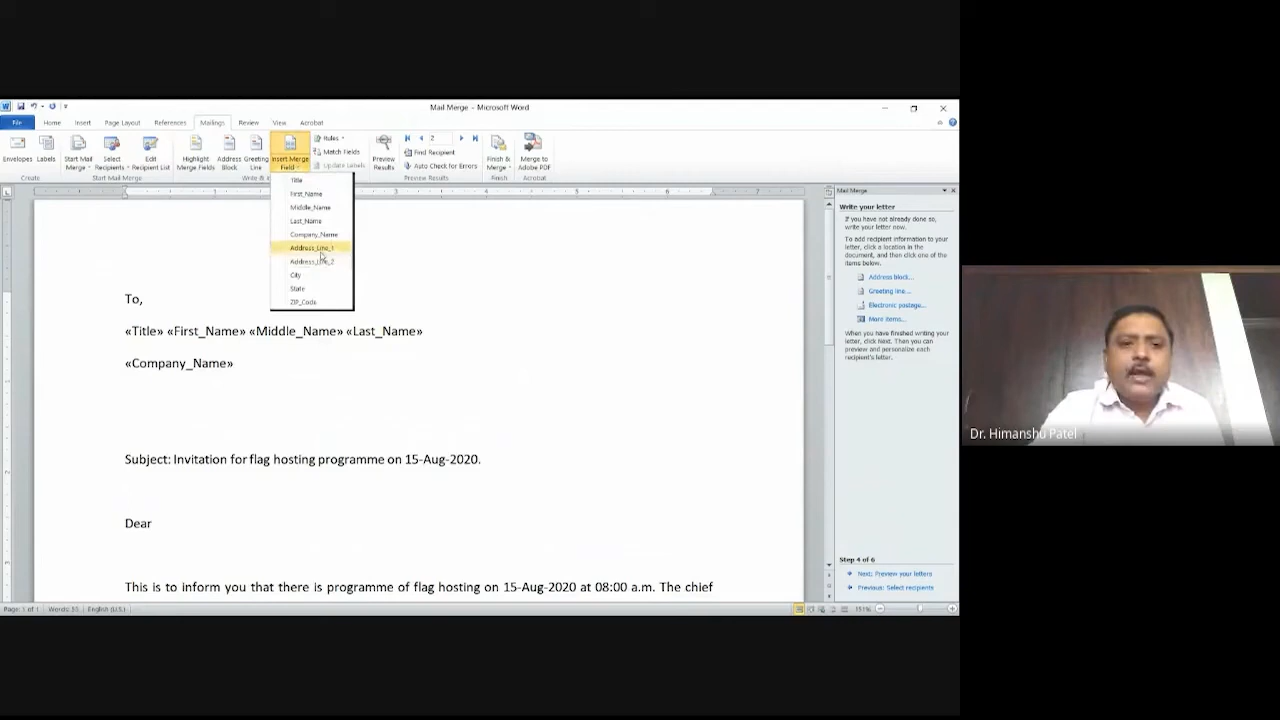 Mail Merge - Microsoft Word
File Home Insert Page Layout References Mailings Review View Acrobat
Envelopes Labels Start Mail Merge Select Recipients Edit Recipient List Highlight Merge Fields Address Block Greeting Line Insert Merge Field Rules Match Fields Update Labels Preview Results 2 Find Recipient Auto Check for Errors Finish & Merge Merge to Adobe PDF
Create Start Mail Merge Write & Preview Results Finish Acrobat
Title
First_Name
Middle_Name
Last_Name
Company_Name
Address_Line_1
Address_Line_2
City
State
ZIP_Code
To,
«Title» «First_Name» «Middle_Name» «Last_Name»
«Company_Name»
Subject: Invitation for flag hosting programme on 15-Aug-2020.
Dear
This is to inform you that there is programme of flag hosting on 15-Aug-2020 at 08:00 a.m. The chief
Mail Merge
Write your letter
If you have not already done so,
write your letter now.
To add recipient information to your
letter, click a location in the
document, and then click one of the
items below.
Address block...
Greeting line...
Electronic postage...
More items...
When you have finished writing your
letter, click Next. Then you can
preview and personalize each
recipient's letter.
Step 4 of 6
Next: Preview your letters
Previous: Select recipients
Page: 1 of 1 Words: 55 English (U.S.)
Dr. Himanshu Patel